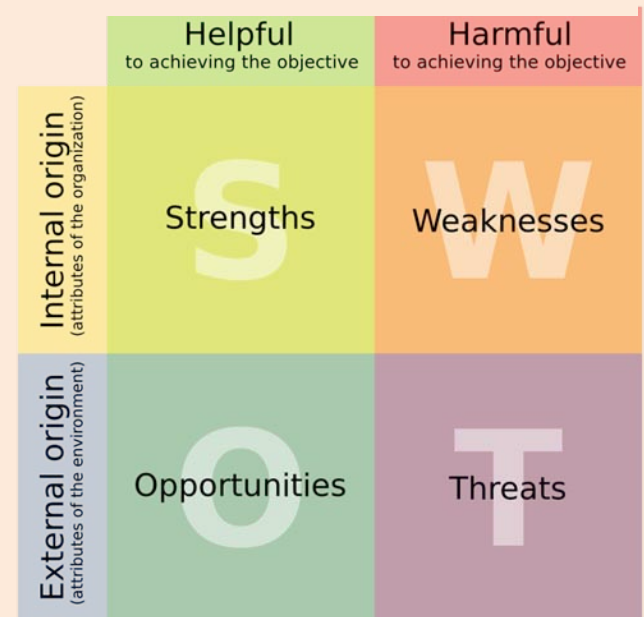 Helpful
to achieving the objective
Harmful
to achieving the objective
Internal origin
(attributes of the organization)
S
Strengths
W
Weaknesses
External origin
(attributes of the environment)
O
Opportunities
T
Threats